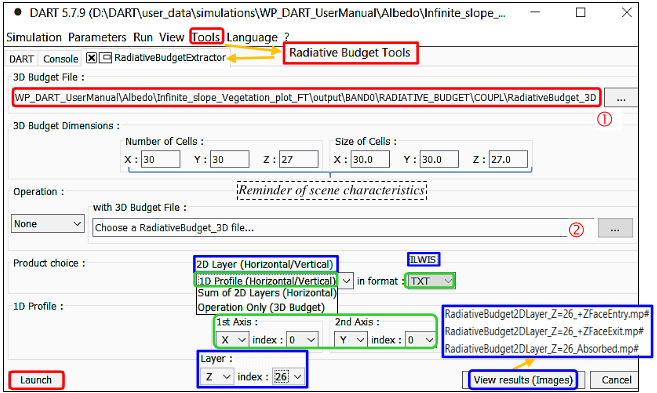 DART 5.7.9 (D:\DART\user_data\simulations\WP_DART_UserManual\Albedo\Infinite_slope_...
Simulation Parameters Run View Tools Language ?
Radiative Budget Tools
DART Console RadiativeBudgetExtractor
3D Budget File :
WP_DART_UserManual\Albedo\Infinite_slope_Vegetation_plot_FT\output\BAND0\RADIATIVE_BUDGET\COUPL\RadiativeBudget_3D ...
①
3D Budget Dimensions :
Number of Cells : Size of Cells :
X : 30 Y : 30 Z : 27 X : 30.0 Y : 30.0 Z : 27.0
Reminder of scene characteristics
Operation :
with 3D Budget File :
None Choose a RadiativeBudget_3D file... ② ...
Product choice :
2D Layer (Horizontal/Vertical) ILWIS
1D Profile (Horizontal/Vertical) in format : TXT
Sum of 2D Layers (Horizontal)
Operation Only (3D Budget)
1D Profile :
1st Axis : 2nd Axis :
X index : 0 Y index : 0
RadiativeBudget2DLayer_Z=26_+ZFaceEntry.mp#
RadiativeBudget2DLayer_Z=26_+ZFaceExit.mp#
RadiativeBudget2DLayer_Z=26_Absorbed.mp#
Layer :
Z index : 26
Launch View results (Images) Cancel